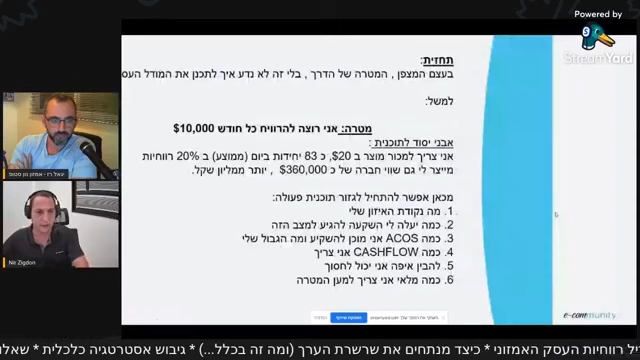 Powered by
StreamYard
תחזית:
בעצם המצפן , המטרה של הדרך , בלי זה לא נדע איך לתכנן את המודל העס
למשל:
מטרה: אני רוצה להרוויח כל חודש 10,000$
אבני יסוד לתוכנית :
אני צריך למכור מוצר ב 20$, כ 83 יחידות ביום (ממוצע) ב 20% רווחיות
מייצר לי גם שווי חברה של כ 360,000$ , יותר ממליון שקל.
מכאן אפשר להתחיל לגזור תוכנית פעולה:
1. מה נקודת האיזון שלי
2. כמה יעלה לי השקעה להגיע למצב הזה
3. כמה ACOS אני מוכן להשקיע ומה הגבול שלי
4. כמה CASHFLOW אני צריך
5. להבין איפה אני יכול לחסוך
6. כמה מלאי אני צריך למען המטרה
יגאל רז - אמזון נון סטופ
Nir Zigdon
e-community
יל רווחיות העסק האמזוני * כיצד מנתחים את שרשרת הערך (ומה זה בכלל...) * גיבוש אסטרטגיה כלכלית * שאלו